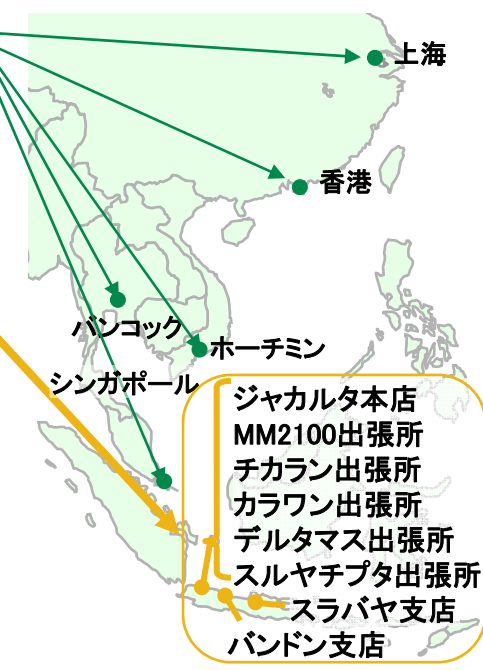 上海
香港
バンコック
ホーチミン
シンガポール
ジャカルタ本店
MM2100出張所
チカラン出張所
カラワン出張所
デルタマス出張所
スルヤチプタ出張所
スラバヤ支店
バンドン支店